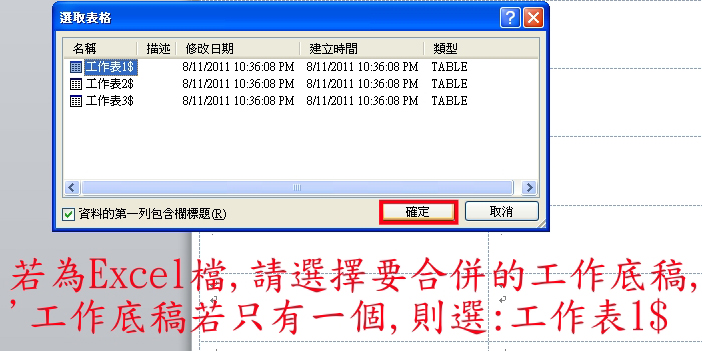 選取表格
名稱 描述 修改日期 建立時間 類型
工作表1$ 8/11/2011 10:36:08 PM 8/11/2011 10:36:08 PM TABLE
工作表2$ 8/11/2011 10:36:08 PM 8/11/2011 10:36:08 PM TABLE
工作表3$ 8/11/2011 10:36:08 PM 8/11/2011 10:36:08 PM TABLE
資料的第一列包含欄標題(R) 確定 取消
若為Excel檔,請選擇要合併的工作底稿,
’工作底稿若只有一個,則選:工作表1$